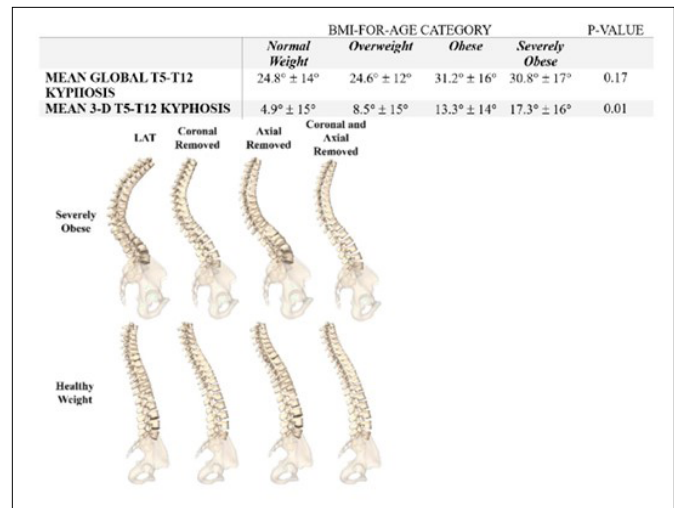 BMI-FOR-AGE CATEGORY P-VALUE
Normal Weight Overweight Obese Severely Obese
MEAN GLOBAL T5-T12 KYPHOSIS 24.8° ± 14° 24.6° ± 12° 31.2° ± 16° 30.8° ± 17° 0.17
MEAN 3-D T5-T12 KYPHOSIS 4.9° ± 15° 8.5° ± 15° 13.3° ± 14° 17.3° ± 16° 0.01
LAT Coronal Removed Axial Removed Coronal and Axial Removed
Severely Obese
Healthy Weight